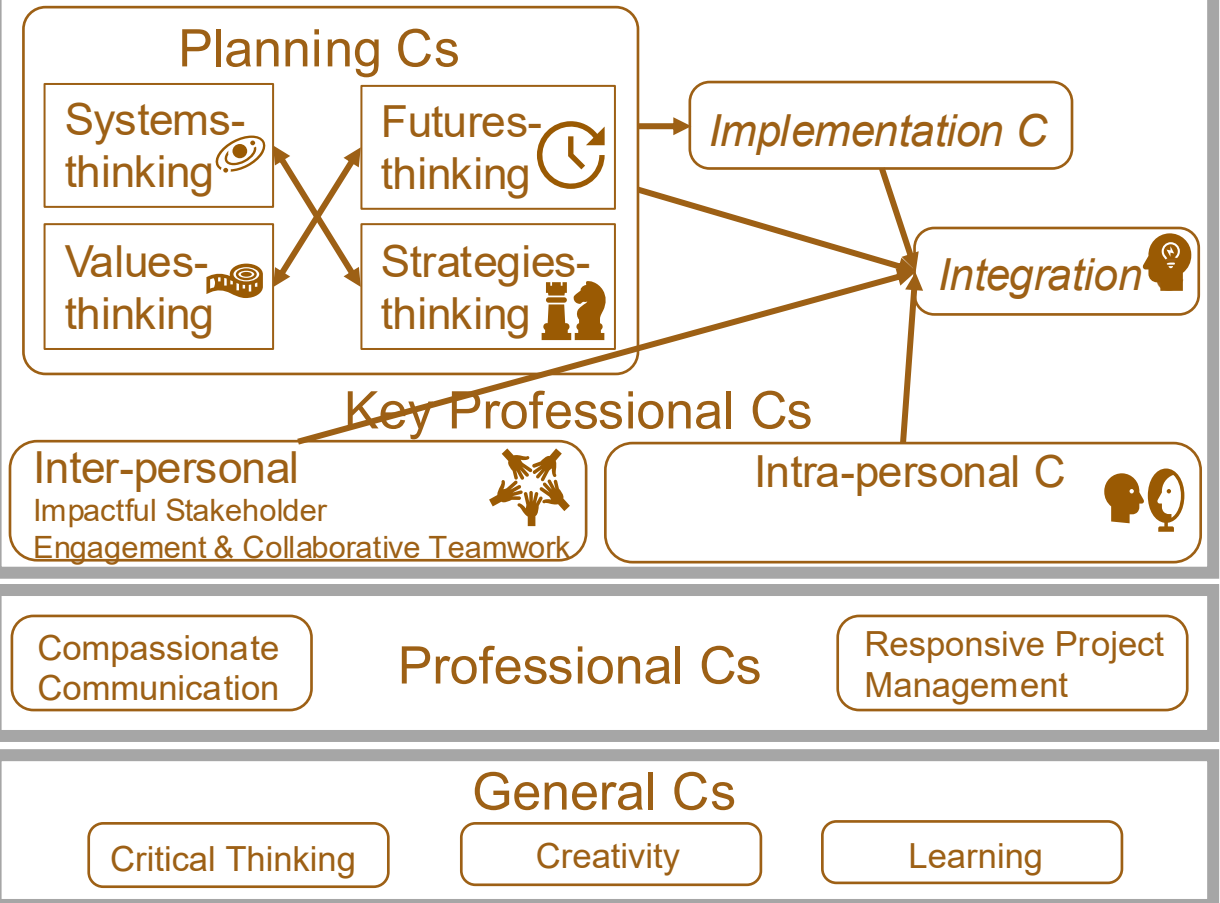 Planning Cs
Systems-
thinking
Futures-
thinking
Values-
thinking
Strategies-
thinking
Implementation C
Integration
Key Professional Cs
Inter-personal
Impactful Stakeholder
Engagement & Collaborative Teamwork
Intra-personal C
Compassionate
Communication
Professional Cs
Responsive Project
Management
General Cs
Critical Thinking
Creativity
Learning